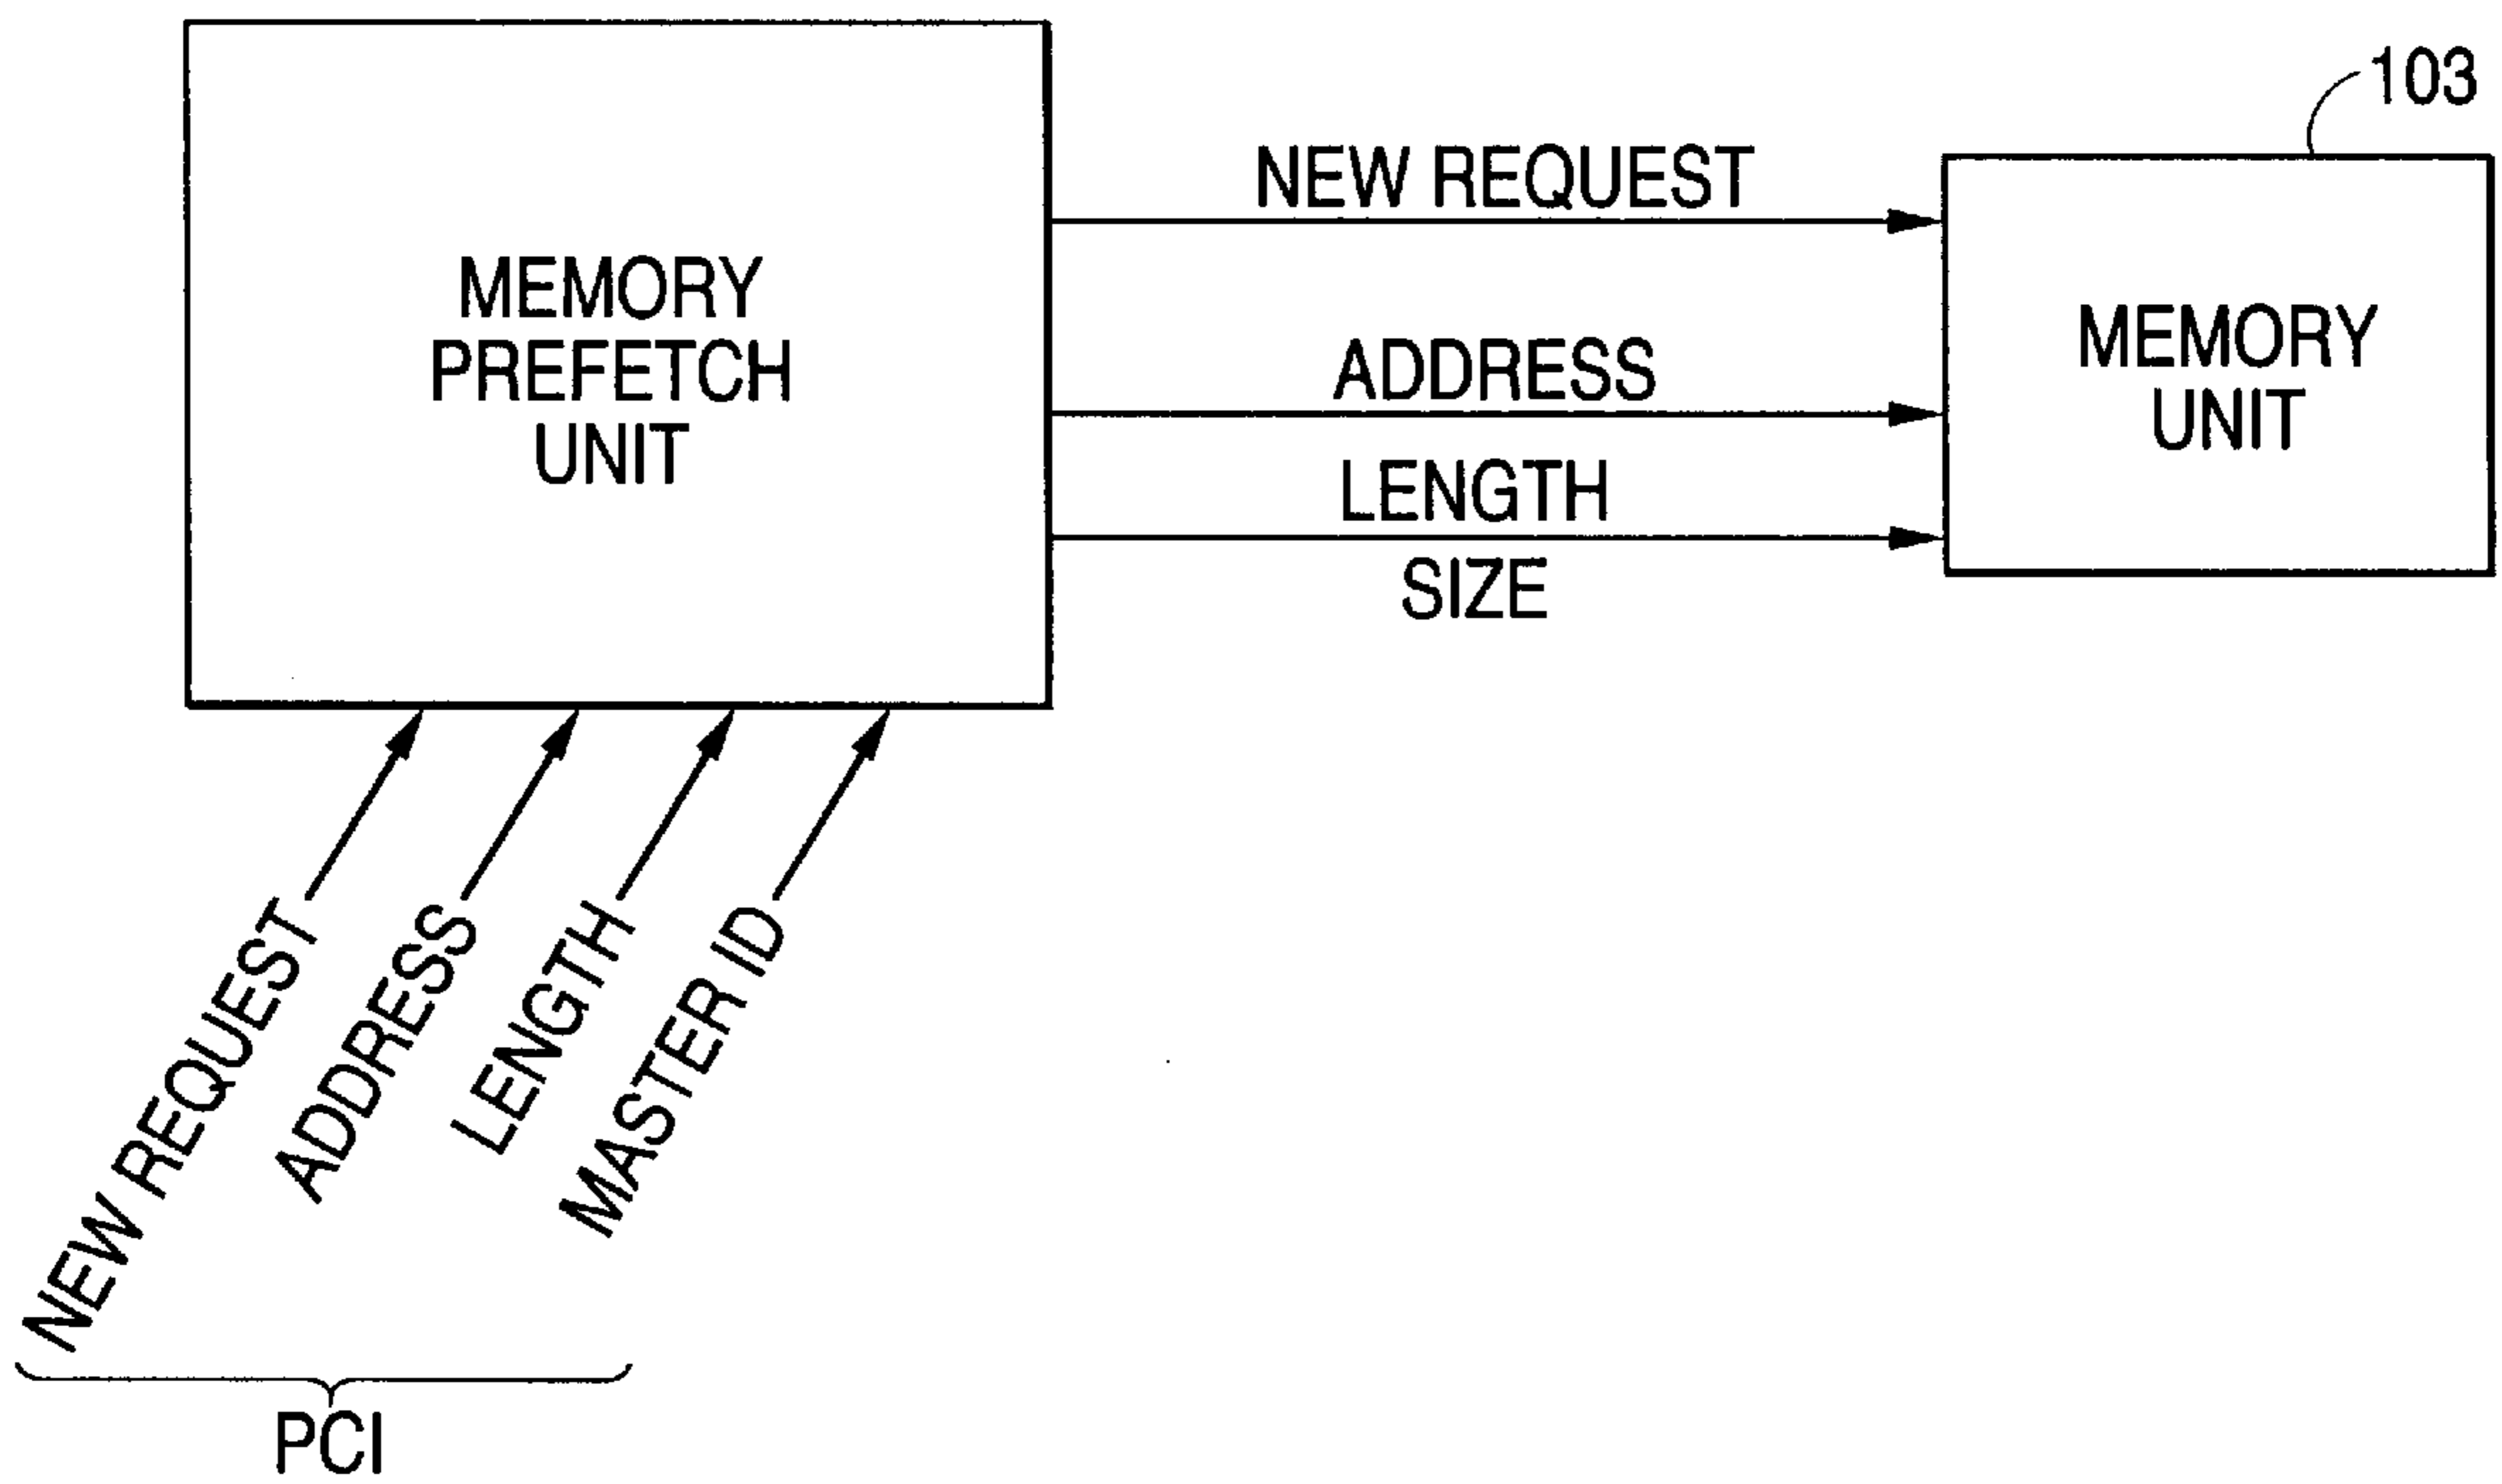 103
NEW REQUEST
MEMORY
PREFETCH
UNIT
ADDRESS
LENGTH
SIZE
MEMORY
UNIT
NEW REQUEST
ADDRESS
LENGTH
MASTER ID
PCI